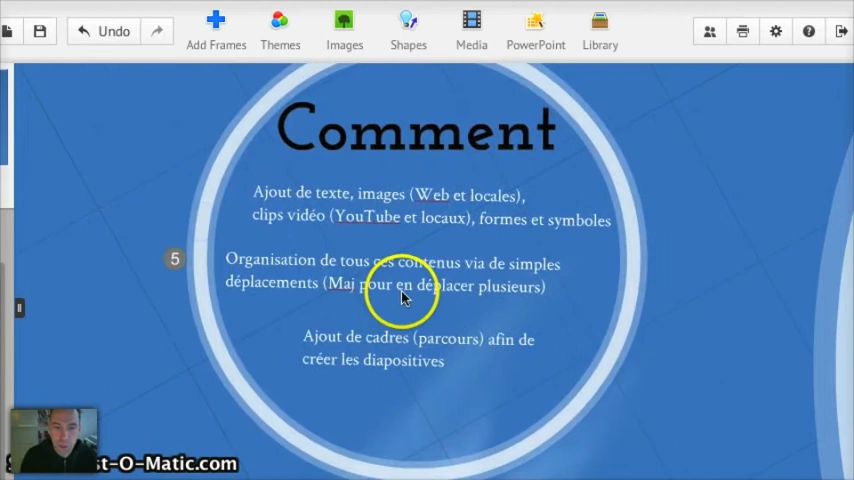 Undo
Add Frames
Themes
Images
Shapes
Media
PowerPoint
Library
Comment
Ajout de texte, images (Web et locales),
clips vidéo (YouTube et locaux), formes et symboles
5
Organisation de tous ces contenus via de simples
déplacements (Maj pour en déplacer plusieurs)
Ajout de cadres (parcours) afin de
créer les diapositives
st-O-Matic.com